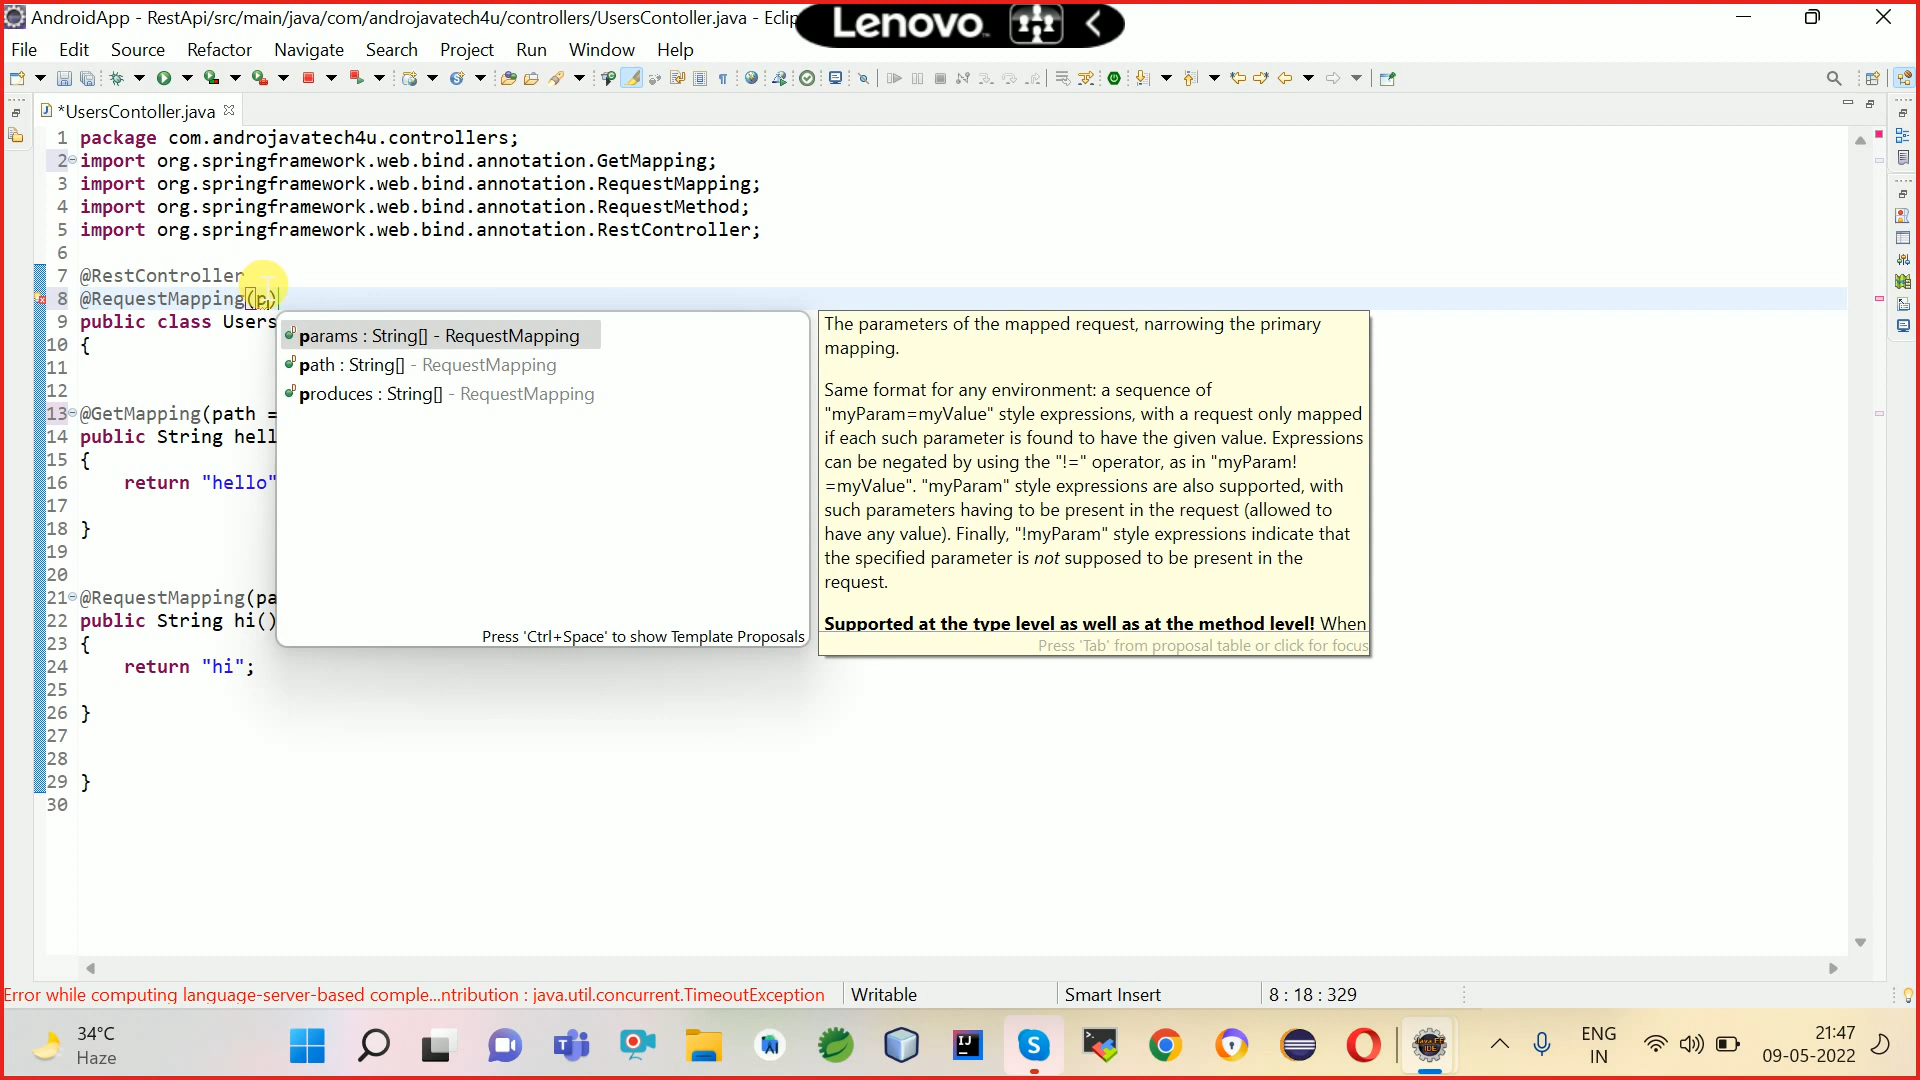 AndroidApp - RestApi/src/main/java/com/androjavatech4u/controllers/UsersContoller.java - Eclip
Lenovo
File Edit Source Refactor Navigate Search Project Run Window Help
*UsersContoller.java
1 package com.androjavatech4u.controllers;
2 import org.springframework.web.bind.annotation.GetMapping;
3 import org.springframework.web.bind.annotation.RequestMapping;
4 import org.springframework.web.bind.annotation.RequestMethod;
5 import org.springframework.web.bind.annotation.RestController;
6
7 @RestController
8 @RequestMapping(p)
9 public class Users
10 {
11
12
13 @GetMapping(path =
14 public String hell
15 {
16 return "hello"
17
18 }
19
20
21 @RequestMapping(pa
22 public String hi()
23 {
24 return "hi";
25
26 }
27
28
29 }
30
params : String[] - RequestMapping
path : String[] - RequestMapping
produces : String[] - RequestMapping
Press 'Ctrl+Space' to show Template Proposals
The parameters of the mapped request, narrowing the primary
mapping.
Same format for any environment: a sequence of
"myParam=myValue" style expressions, with a request only mapped
if each such parameter is found to have the given value. Expressions
can be negated by using the "!=" operator, as in "myParam!
=myValue". "myParam" style expressions are also supported, with
such parameters having to be present in the request (allowed to
have any value). Finally, "!myParam" style expressions indicate that
the specified parameter is not supposed to be present in the
request.
Supported at the type level as well as at the method level! When
Press 'Tab' from proposal table or click for focus
Error while computing language-server-based comple...ntribution : java.util.concurrent.TimeoutException
Writable
Smart Insert
8 : 18 : 329
34°C
Haze
ENG
IN
21:47
09-05-2022